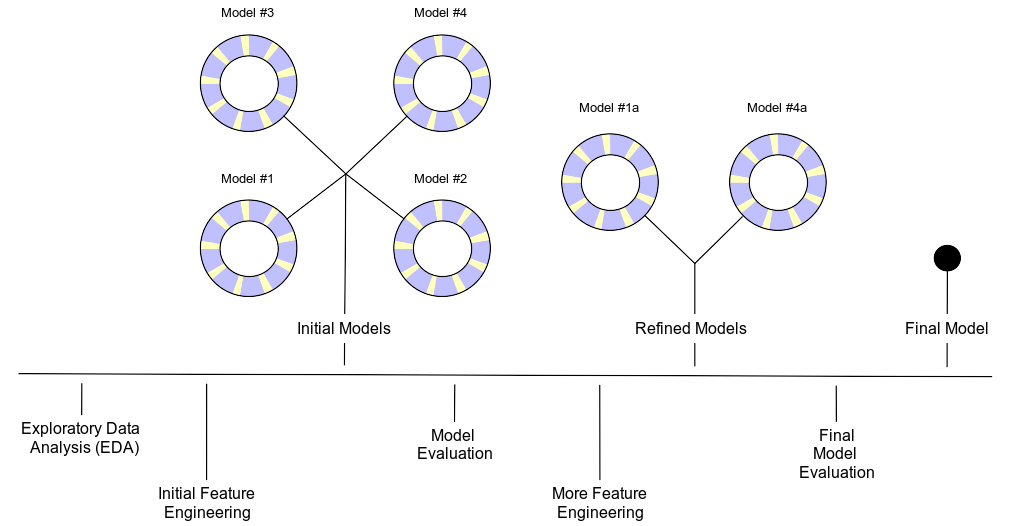 Model #3
Model #4
Model #1
Model #2
Model #1a
Model #4a
Initial Models
Refined Models
Final Model
Exploratory Data
Analysis (EDA)
Initial Feature
Engineering
Model
Evaluation
More Feature
Engineering
Final
Model
Evaluation